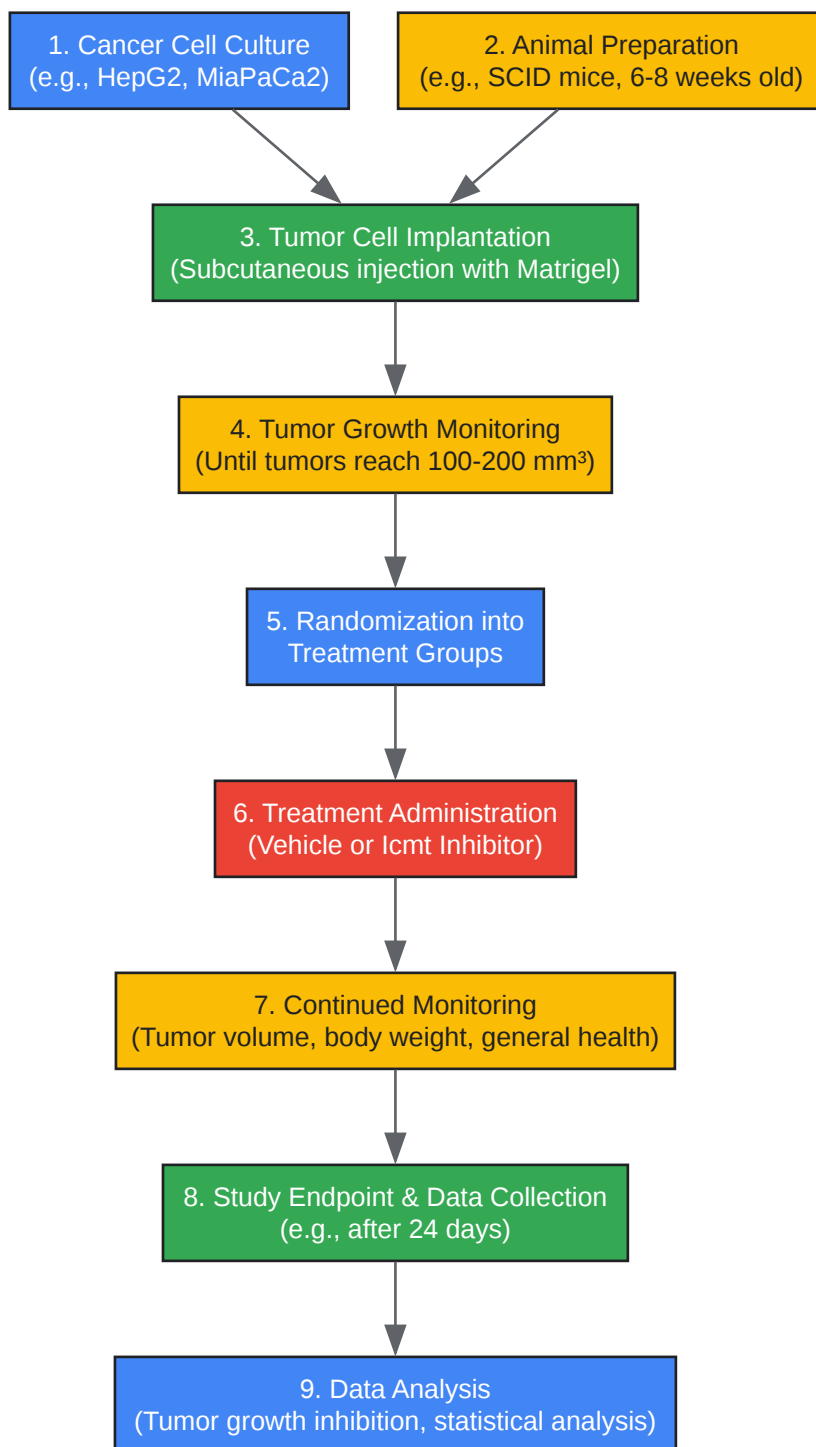 1. Cancer Cell Culture
(e.g., HepG2, MiaPaCa2)
2. Animal Preparation
(e.g., SCID mice, 6-8 weeks old)
3. Tumor Cell Implantation
(Subcutaneous injection with Matrigel)
4. Tumor Growth Monitoring
(Until tumors reach 100-200 mm³)
5. Randomization into
Treatment Groups
6. Treatment Administration
(Vehicle or Icmt Inhibitor)
7. Continued Monitoring
(Tumor volume, body weight, general health)
8. Study Endpoint & Data Collection
(e.g., after 24 days)
9. Data Analysis
(Tumor growth inhibition, statistical analysis)